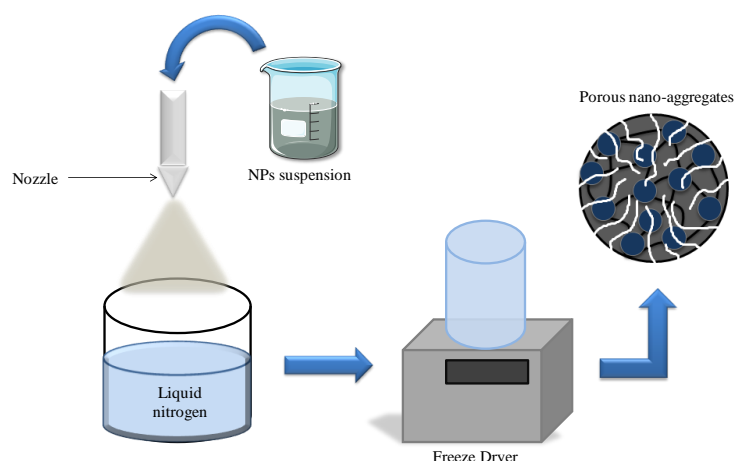 Porous nano-aggregates
NPs suspension
Nozzle
Liquid
nitrogen
Freeze Dryer